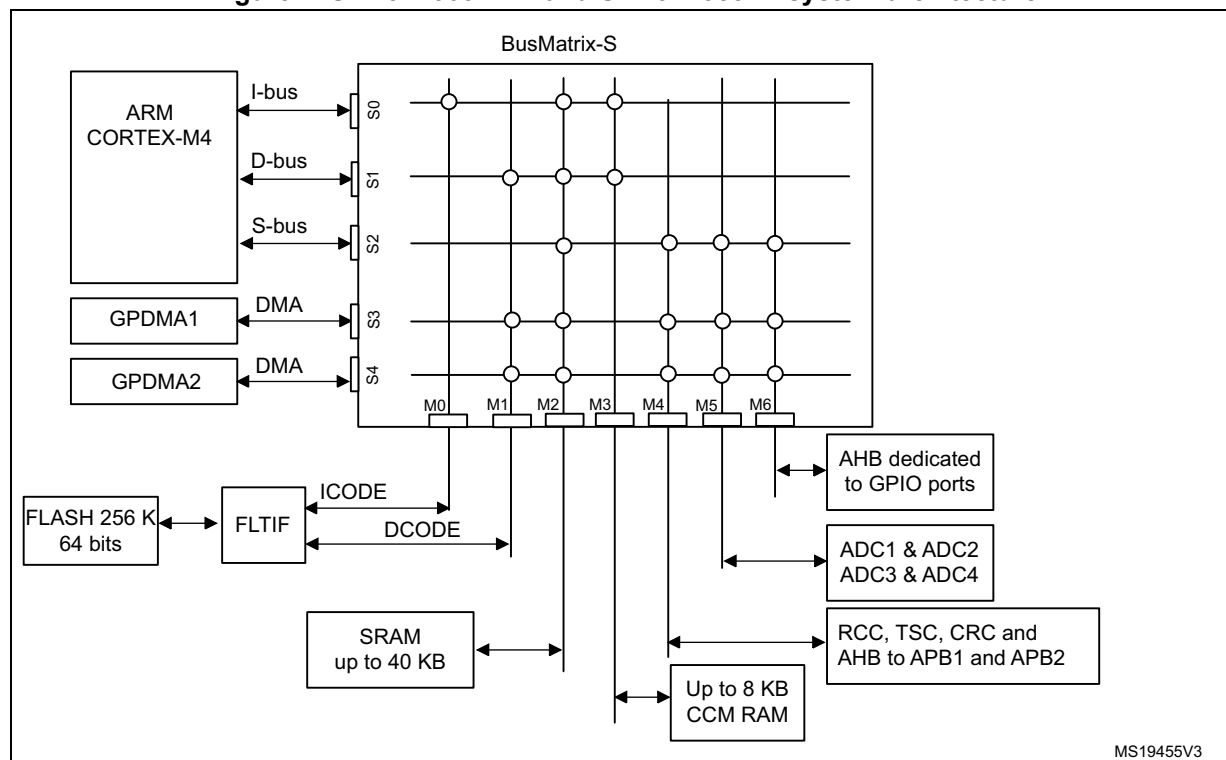 BusMatrix-S
ARM
CORTEX-M4
I-bus
S0
D-bus
S1
S-bus
S2
GPDMA1
DMA
S3
GPDMA2
DMA
S4
M0
M1
M2
M3
M4
M5
M6
AHB dedicated
to GPIO ports
FLASH 256 K
64 bits
FLTIF
ICODE
DCODE
ADC1 & ADC2
ADC3 & ADC4
SRAM
up to 40 KB
RCC, TSC, CRC and
AHB to APB1 and APB2
Up to 8 KB
CCM RAM
MS19455V3